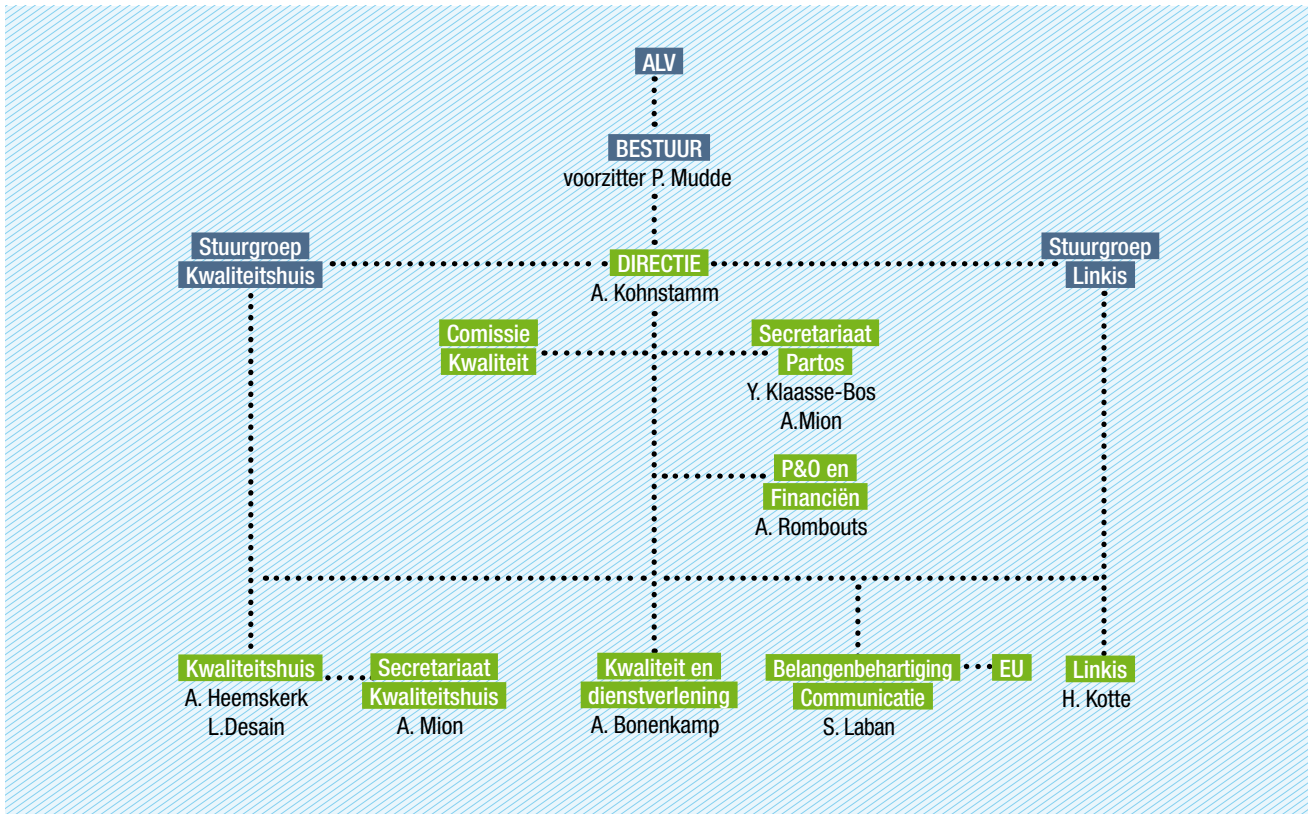 ALV
BESTUUR
voorzitter P. Mudde
Stuurgroep
Kwaliteitshuis
DIRECTIE
A. Kohnstamm
Stuurgroep
Linkis
Comissie
Kwaliteit
Secretariaat
Partos
Y. Klaasse-Bos
A.Mion
P&O en
Financiën
A. Rombouts
Kwaliteitshuis
A. Heemskerk
L.Desain
Secretariaat
Kwaliteitshuis
A. Mion
Kwaliteit en
dienstverlening
A. Bonenkamp
Belangenbehartiging
Communicatie
S. Laban
EU
Linkis
H. Kotte